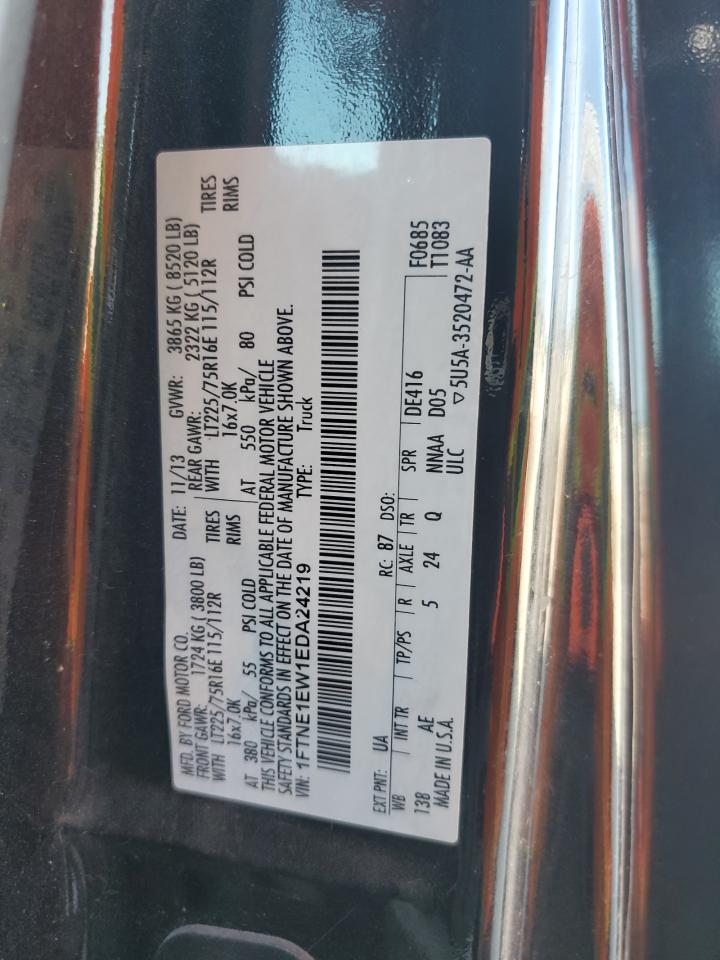 MFD. BY FORD MOTOR CO. DATE: 11/13 GVWR: 3865 KG ( 8520 LB)
FRONT GAWR: 1724 KG ( 3800 LB) REAR GAWR: 2322 KG ( 5120 LB)
WITH LT225/75R16E 115/112R TIRES WITH LT225/75R16E 115/112R TIRES
16x7.0K RIMS 16x7.0K RIMS
AT 380 kPa/ 55 PSI COLD AT 550 kPa/ 80 PSI COLD
THIS VEHICLE CONFORMS TO ALL APPLICABLE FEDERAL MOTOR VEHICLE
SAFETY STANDARDS IN EFFECT ON THE DATE OF MANUFACTURE SHOWN ABOVE.
VIN: 1FTNE1EW1EDA24219 TYPE: Truck
EXT PNT: UA RC: 87 DSO: F0685
WB INT TR TP/PS R AXLE TR SPR DE416 T1083
138 AE 5 24 Q NNAA D05
MADE IN U.S.A. ULC ▽5U5A-3520472-AA